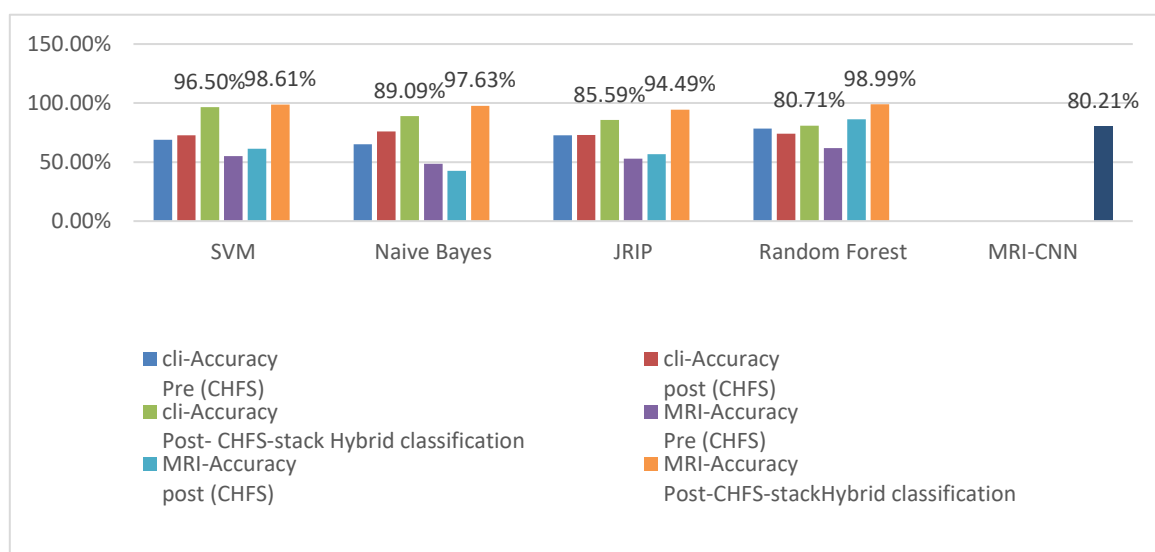 150.00%
96.50% 98.61%
89.09% 97.63%
85.59% 94.49%
80.71% 98.99%
80.21%
100.00%
50.00%
0.00%
SVM
Naive Bayes
JRIP
Random Forest
MRI-CNN
cli-Accuracy
Pre (CHFS)
cli-Accuracy
post (CHFS)
cli-Accuracy
Post- CHFS-stack Hybrid classification
MRI-Accuracy
Pre (CHFS)
MRI-Accuracy
post (CHFS)
MRI-Accuracy
Post-CHFS-stackHybrid classification